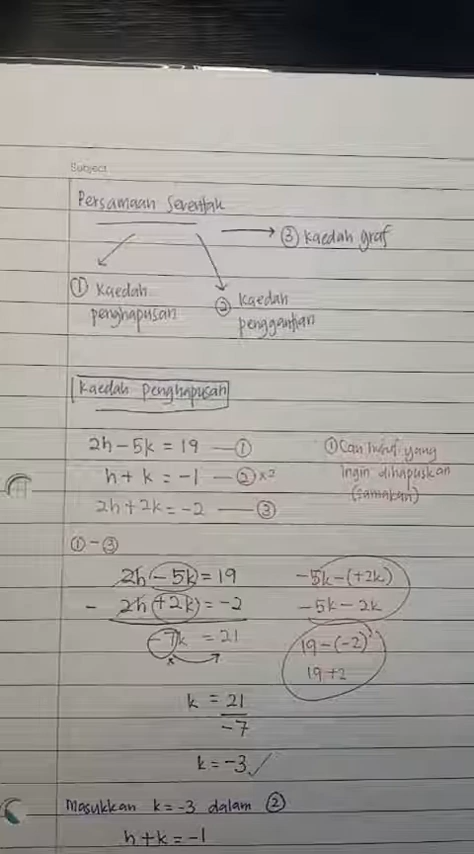 Subject
Persamaan Serentak
③ Kaedah graf
① Kaedah penghapusan
② Kaedah penggantian
Kaedah Penghapusan
2h - 5k = 19 — ①
h + k = -1 — ② ×2
2h + 2k = -2 — ③
① Cari huruf yang
ingin dihapuskan
(samakan)
① - ③
2h - 5k = 19
- 2h + 2k = -2
-7k = 21
-5k - (+2k)
-5k - 2k
19 - (-2)
19 + 2
k = 21
-7
k = -3 ✓
Masukkan k = -3 dalam ②
h + k = -1